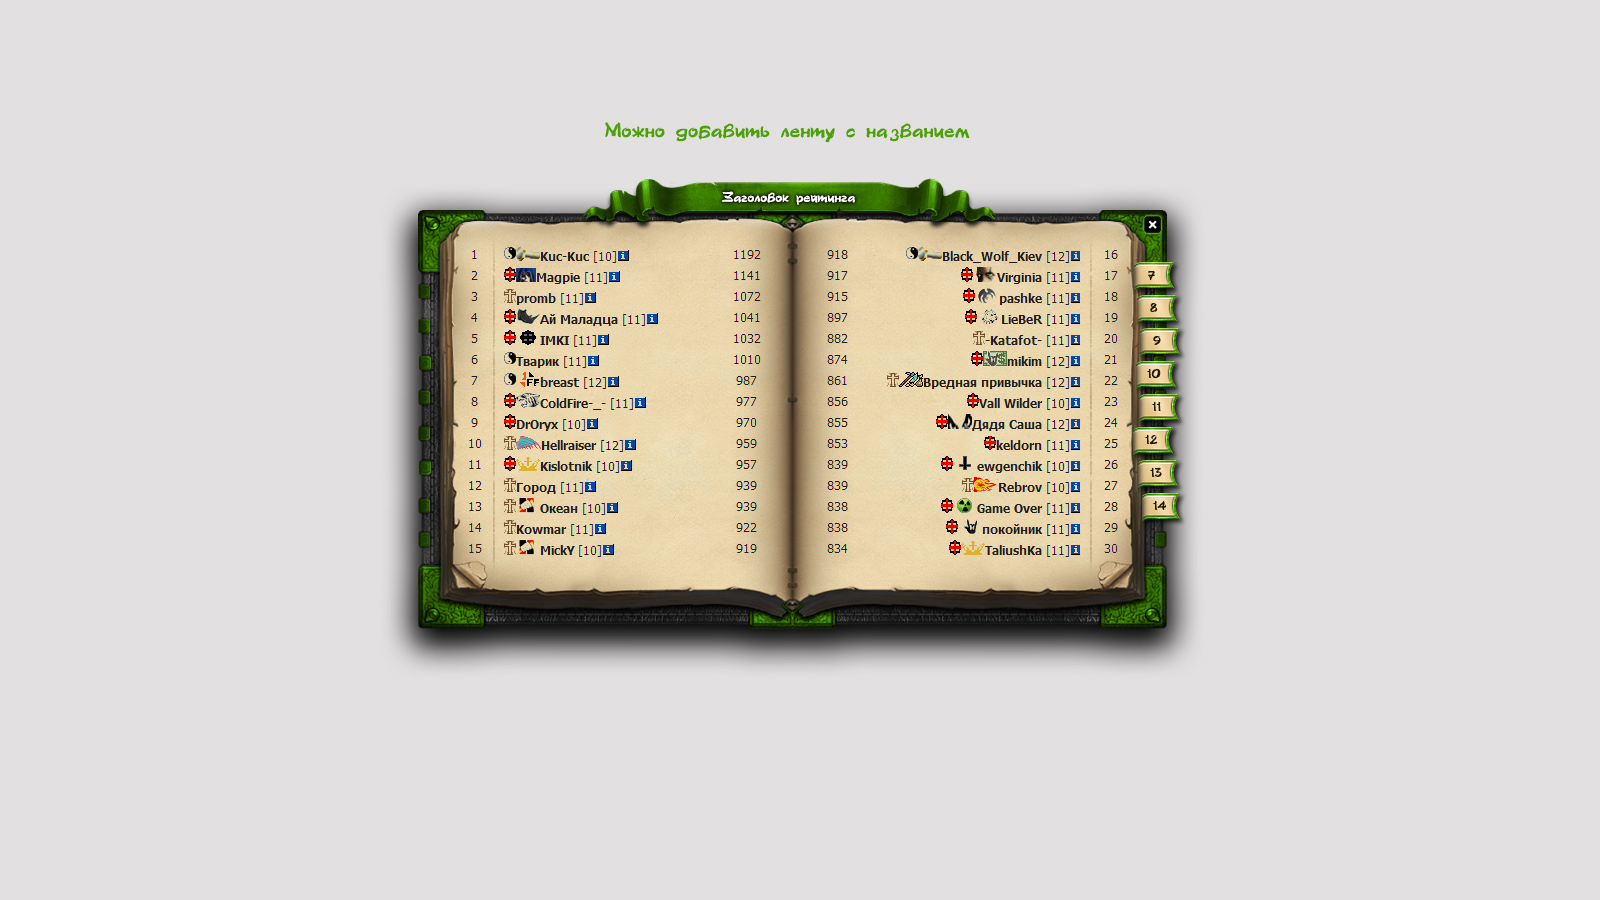 Можно добавить ленту с названием
Заголовок рейтинга
1 Kuc-Kuc [10] 1192
2 Magpie [11] 1141
3 promb [11] 1072
4 Ай Маладца [11] 1041
5 IMKI [11] 1032
6 Тварик [11] 1010
7 breast [12] 987
8 ColdFire-_- [11] 977
9 DrOryx [10] 970
10 Hellraiser [12] 959
11 Kislotnik [10] 957
12 Город [11] 939
13 Океан [10] 939
14 Kowmar [11] 922
15 MickY [10] 919
918 Black_Wolf_Kiev [12] 16
917 Virginia [11] 17
915 pashke [11] 18
897 LieBeR [11] 19
882 -Katafot- [11] 20
874 mikim [12] 21
861 Вредная привычка [12] 22
856 Vall Wilder [10] 23
855 Дядя Саша [12] 24
853 keldorn [11] 25
839 ewgenchik [10] 26
839 Rebrov [10] 27
838 Game Over [11] 28
838 покойник [11] 29
834 TaliushKa [11] 30
7
8
9
10
11
12
13
14